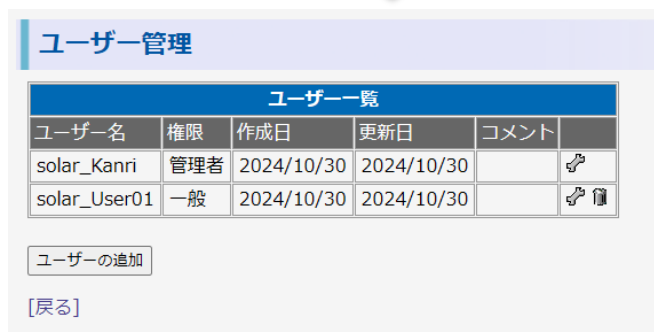 ユーザー管理
ユーザー一覧
ユーザー名 権限 作成日 更新日 コメント
solar_Kanri 管理者 2024/10/30 2024/10/30
solar_User01 一般 2024/10/30 2024/10/30
ユーザーの追加
[戻る]